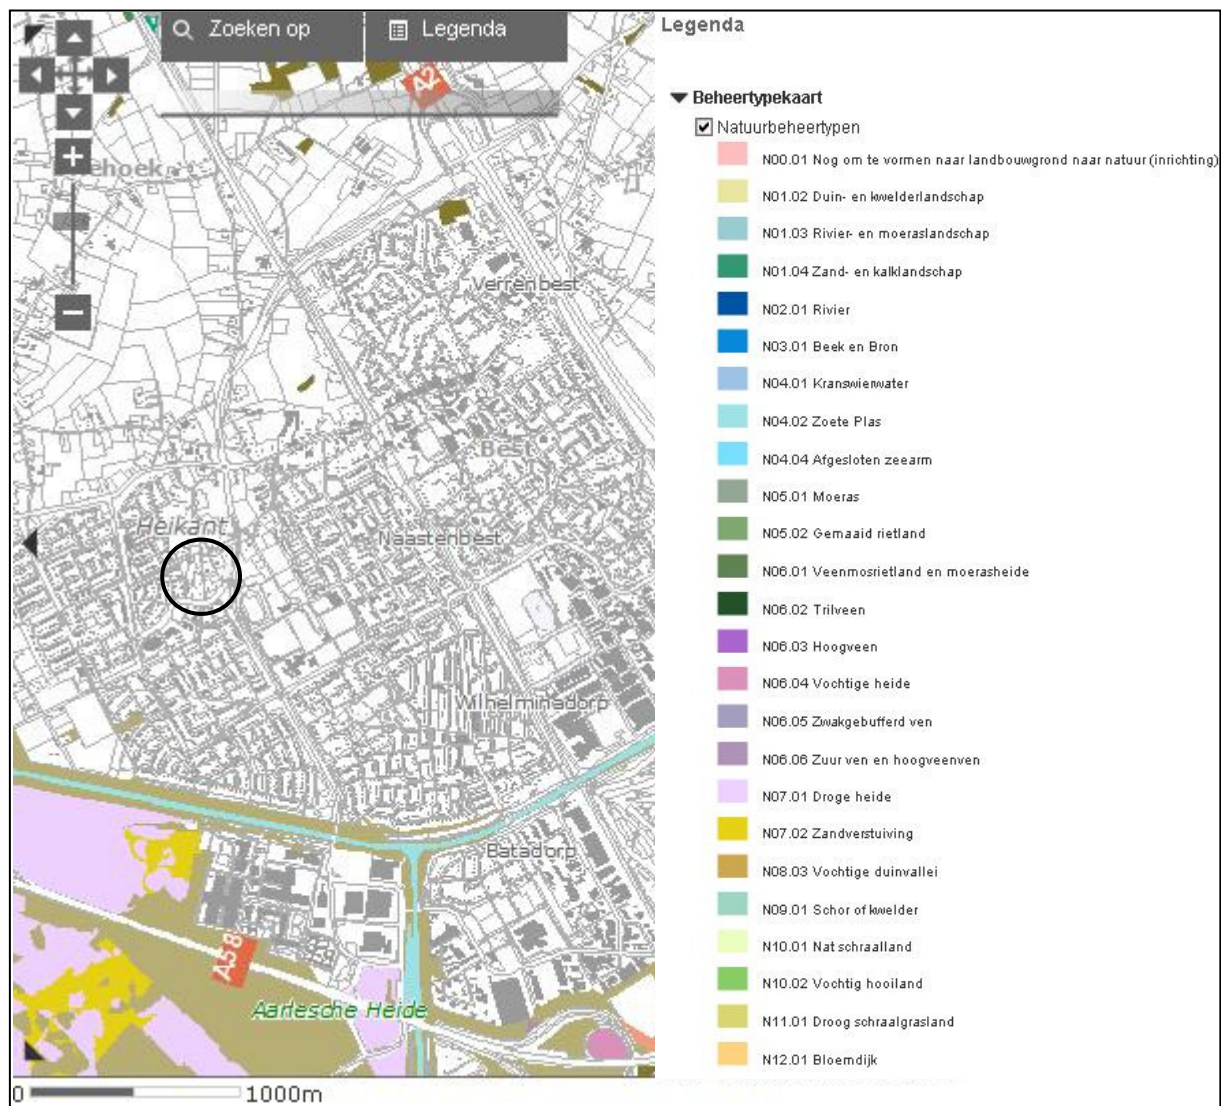 Zoeken op
Legenda
A2
ehoek
Verrenbest
Best
Heikant
Naastenbest
Wilhelminadorp
Batadorp
A58
Aarlesche Heide
0 1000m
Legenda
Beheertypekaart
Natuurbeheertypen
N00.01 Nog om te vormen naar landbouwgrond naar natuur (inrichting)
N01.02 Duin- en kwelderlandschap
N01.03 Rivier- en moeraslandschap
N01.04 Zand- en kalklandschap
N02.01 Rivier
N03.01 Beek en Bron
N04.01 Kranswierwater
N04.02 Zoete Plas
N04.04 Afgesloten zeearm
N05.01 Moeras
N05.02 Gemaaid rietland
N06.01 Veenmosrietland en moerasheide
N06.02 Trilveen
N06.03 Hoogveen
N06.04 Vochtige heide
N06.05 Zwakgebufferd ven
N06.06 Zuur ven en hoogveenven
N07.01 Droge heide
N07.02 Zandverstuiving
N08.03 Vochtige duinvallei
N09.01 Schor of kwelder
N10.01 Nat schraalland
N10.02 Vochtig hooiland
N11.01 Droog schraalgrasland
N12.01 Bloemdijk